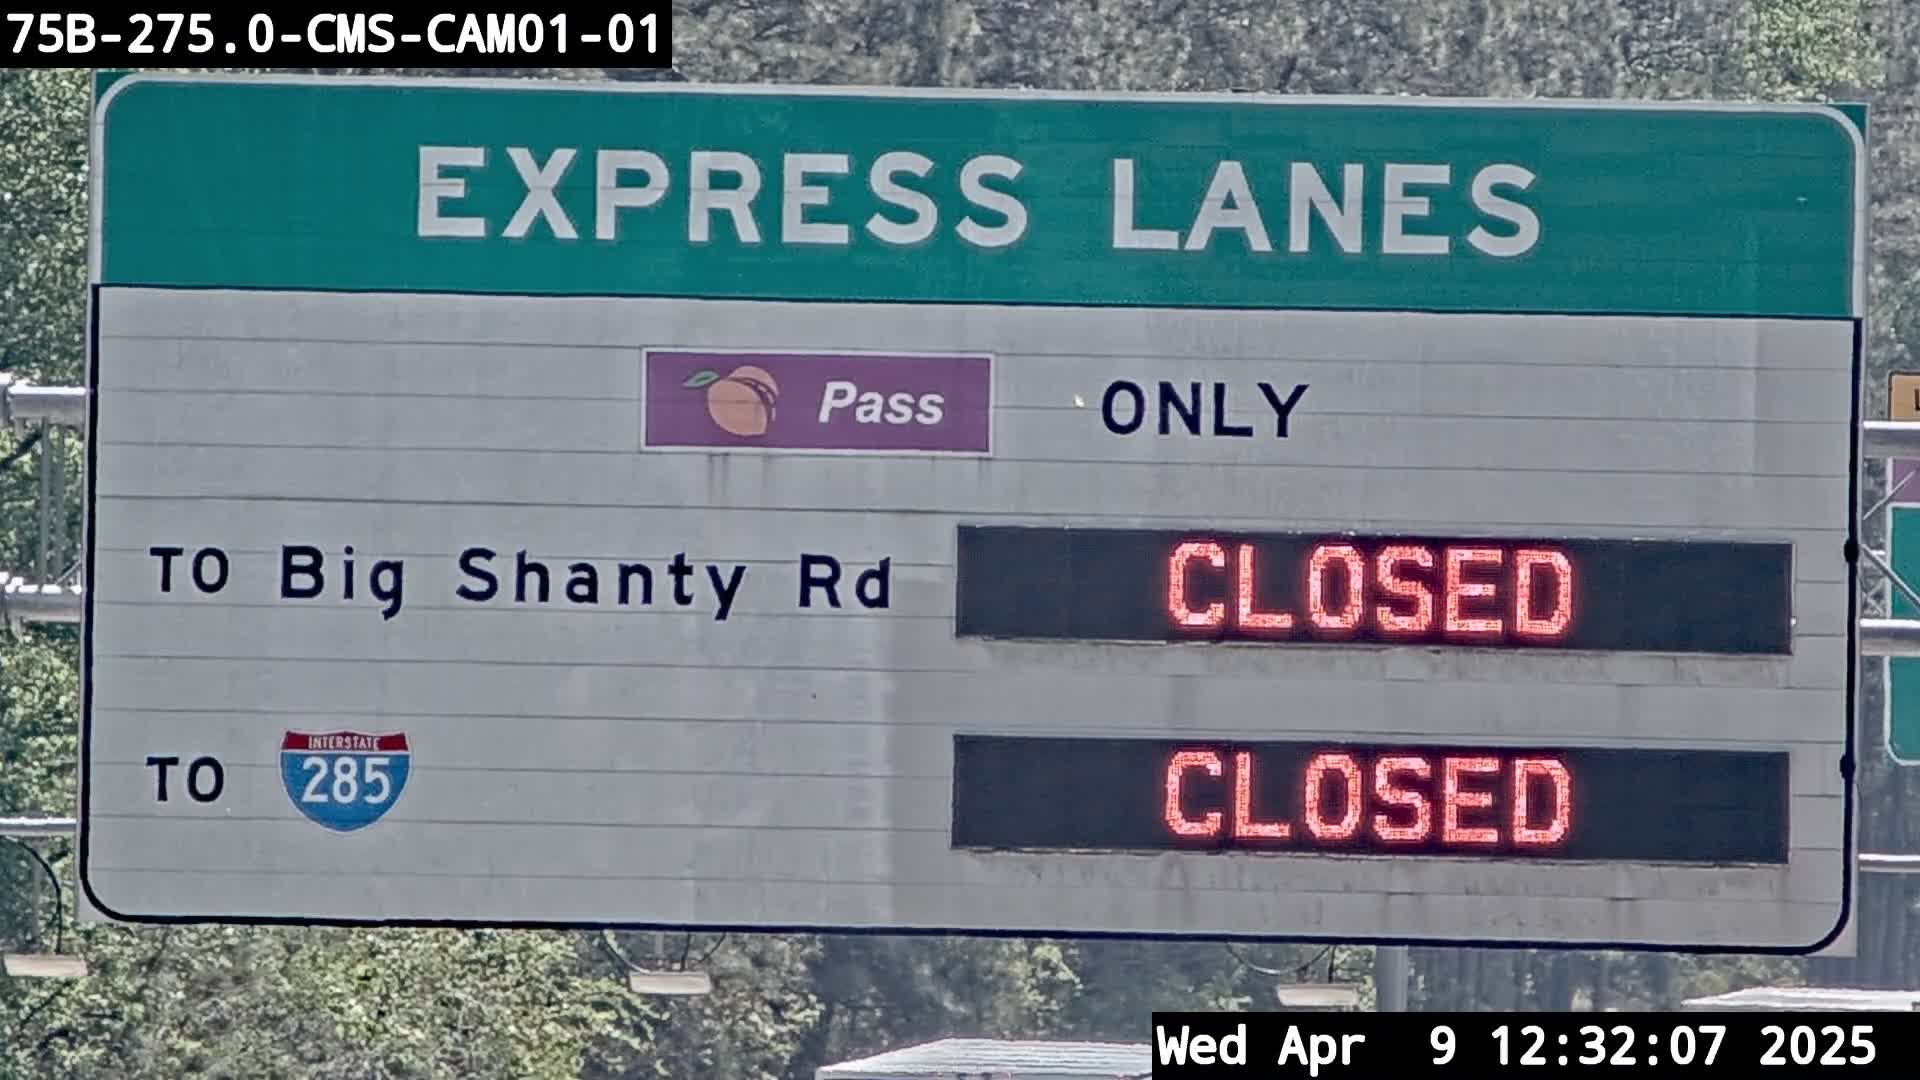 75B-275.0-CMS-CAM01-01
EXPRESS LANES
Pass ONLY
TO Big Shanty Rd CLOSED
TO INTERSTATE 285 CLOSED
Wed Apr  9 12:32:07 2025